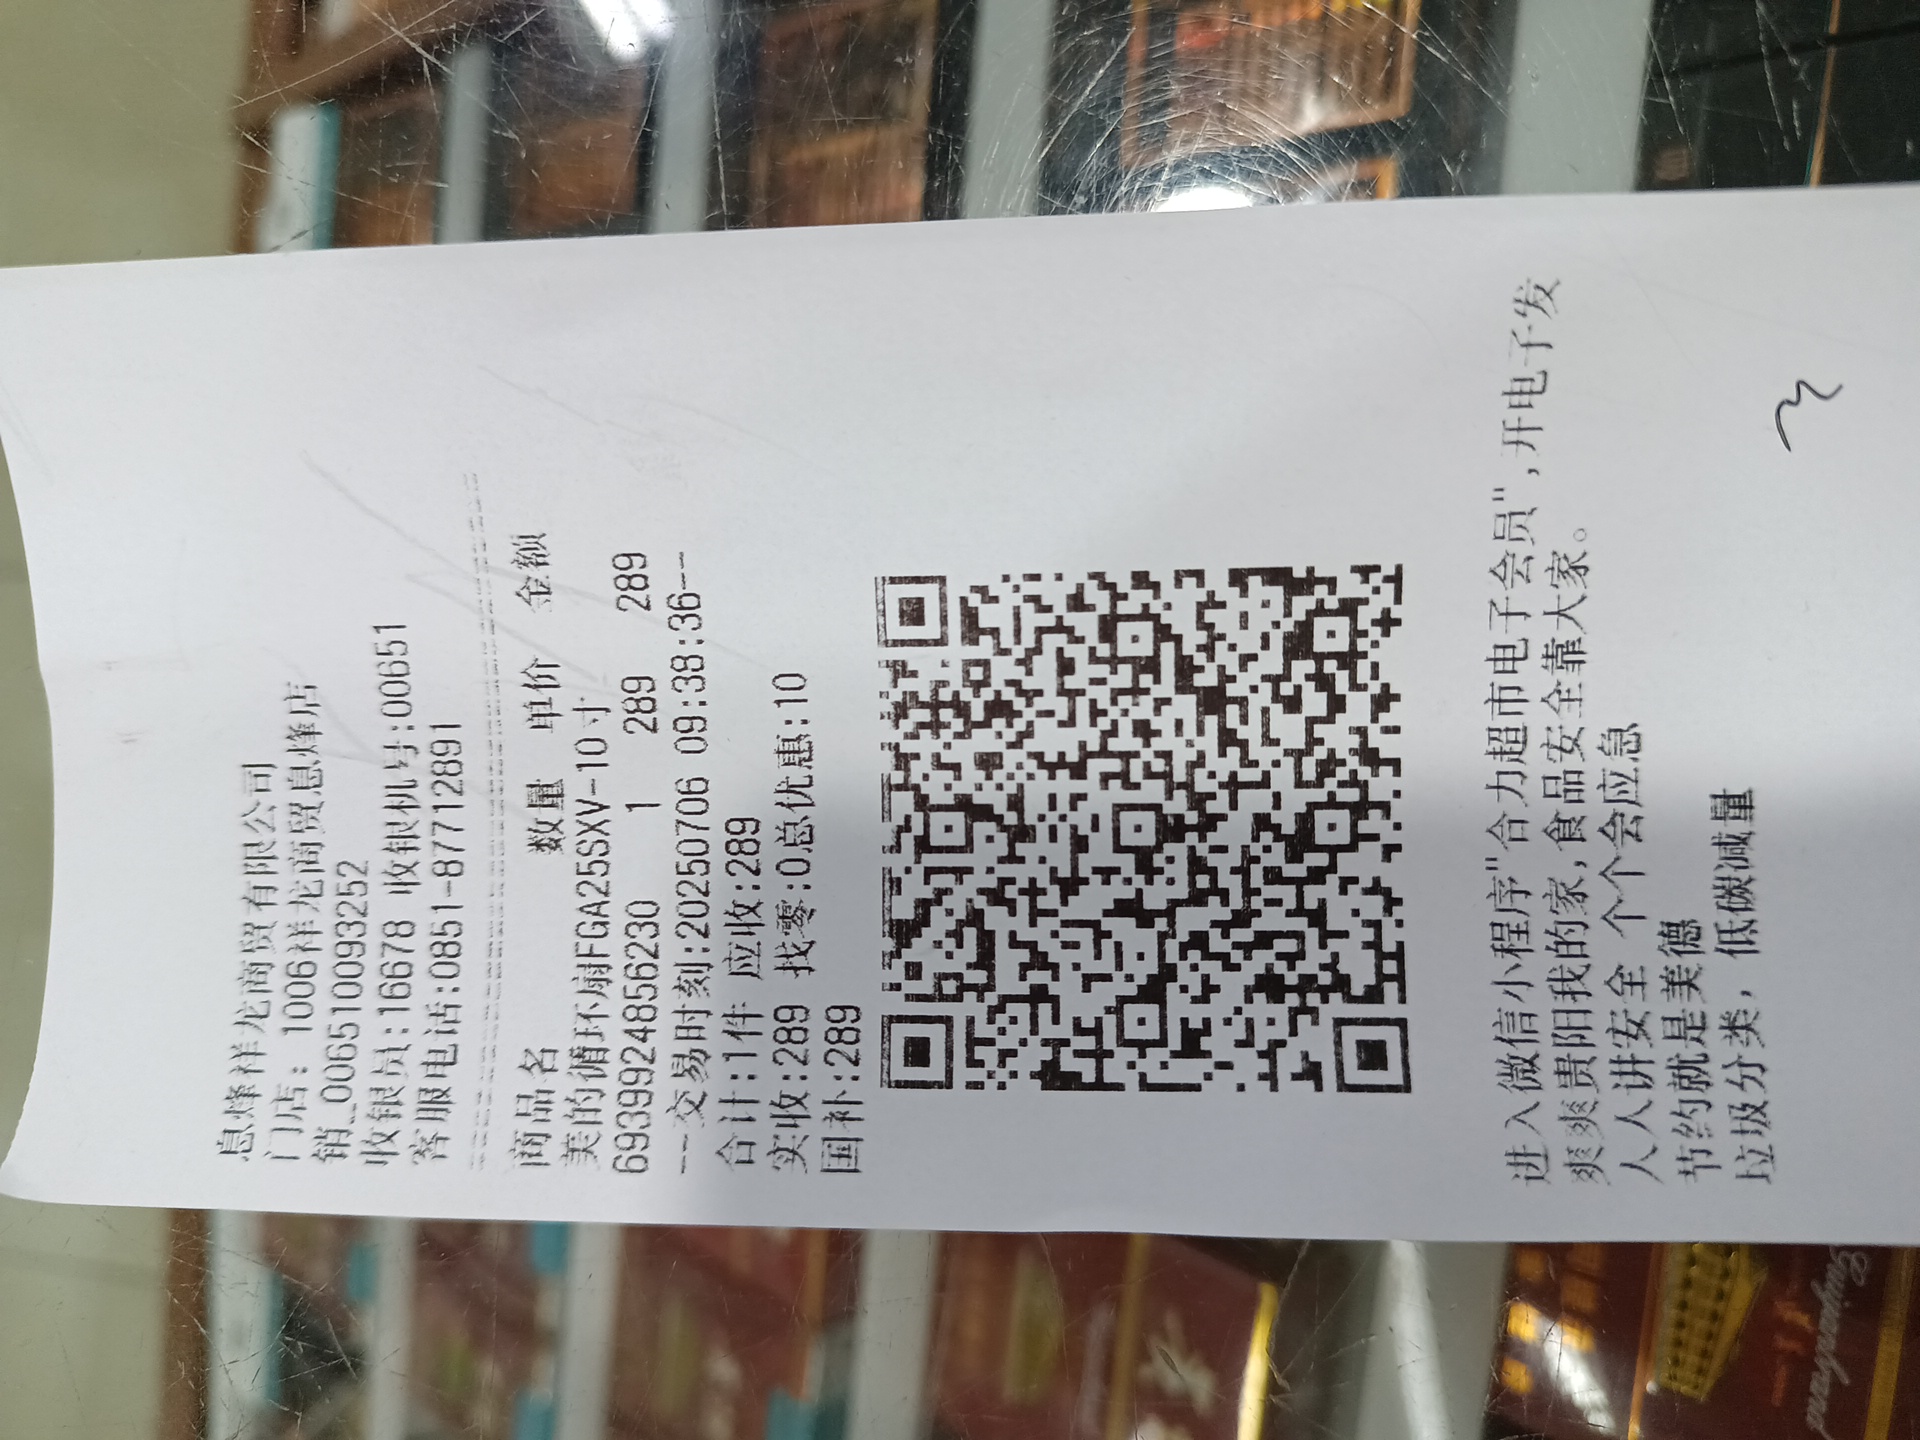 息烽祥龙商贸有限公司
门店: 1006祥龙商贸息烽店
销_0065100093252
收银员:16678 收银机号:00651
客服电话:0851-87712891
商品名 数量 单价 金额
美的循环扇FGA25SXV-10寸
6939924856230 1 289 289
--交易时刻:20250706 09:38:36--
合计:1件 应收:289
实收:289 找零:0总优惠:10
国补:289
进入微信小程序"合力超市电子会员",开电子发
爽爽贵阳我的家,食品安全靠大家。
人人讲安全 个个会应急
节约就是美德
垃圾分类, 低碳减量